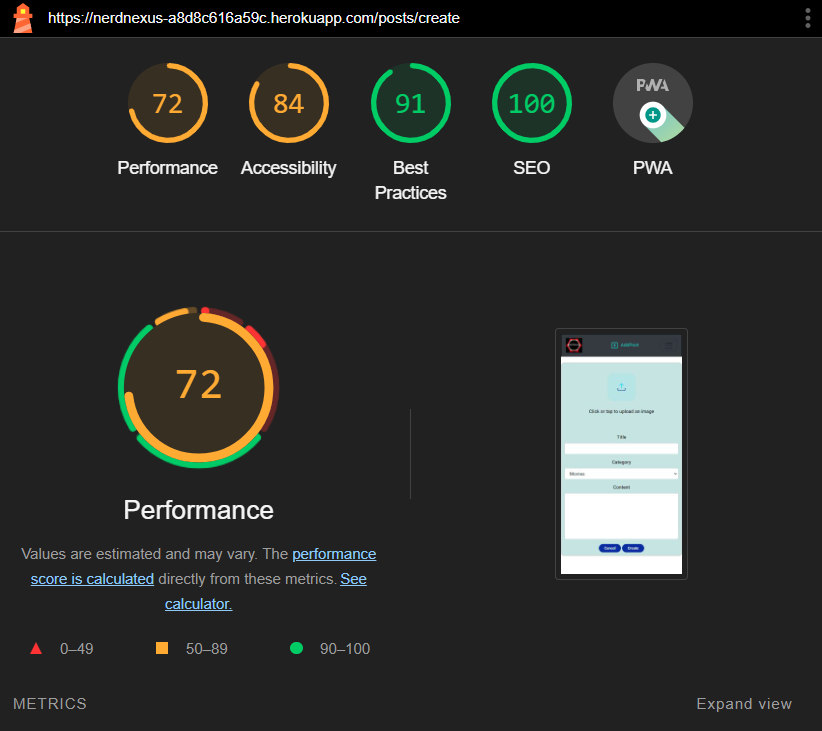 https://nerdnexus-a8d8c616a59c.herokuapp.com/posts/create
72
84
91
100
PWA
Performance
Accessibility
Best
Practices
SEO
PWA
72
Performance
Values are estimated and may vary. The performance
score is calculated directly from these metrics. See
calculator.
0–49
50–89
90–100
Add Post
Click or tap to upload an image
Title
Category
Movies
Content
Cancel
Create
METRICS
Expand view